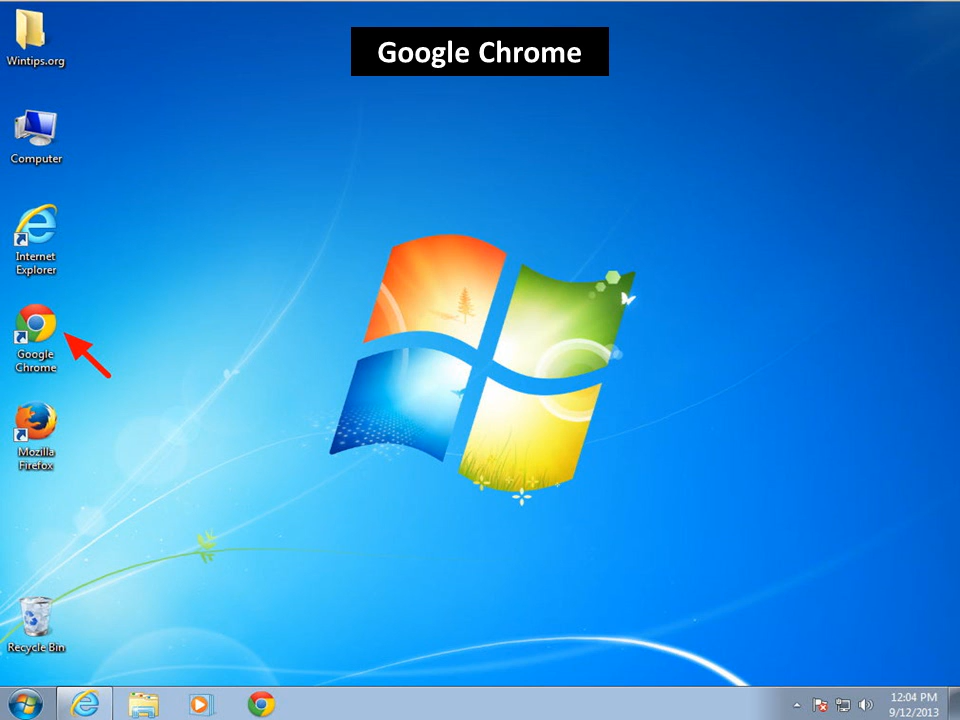 Google Chrome
Wintips.org
Computer
Internet
Explorer
Google
Chrome
Mozilla
Firefox
Recycle Bin
12:04 PM
9/12/2013